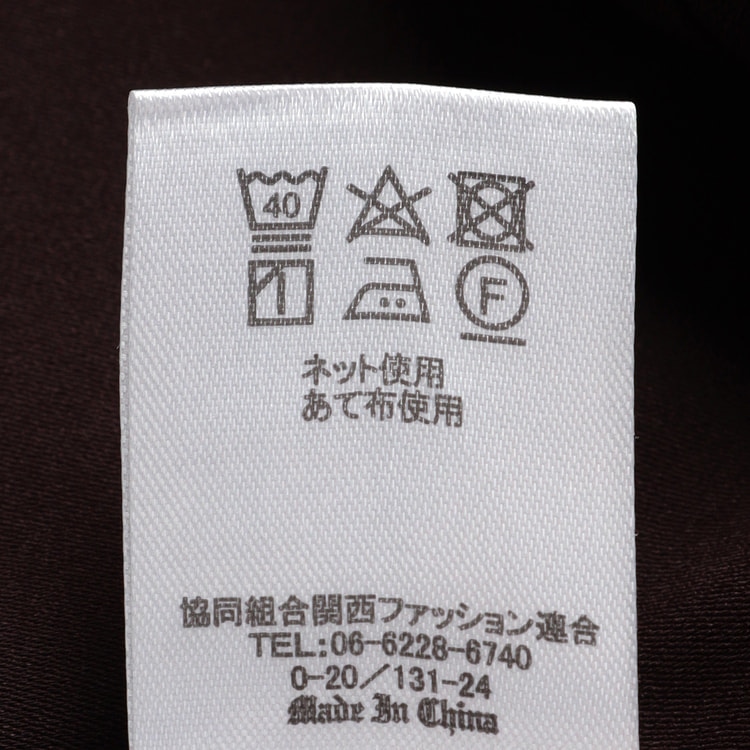 40
F
ネット使用
あて布使用
協同組合関西ファッション連合
TEL:06-6228-6740
0-20/131-24
Made In China